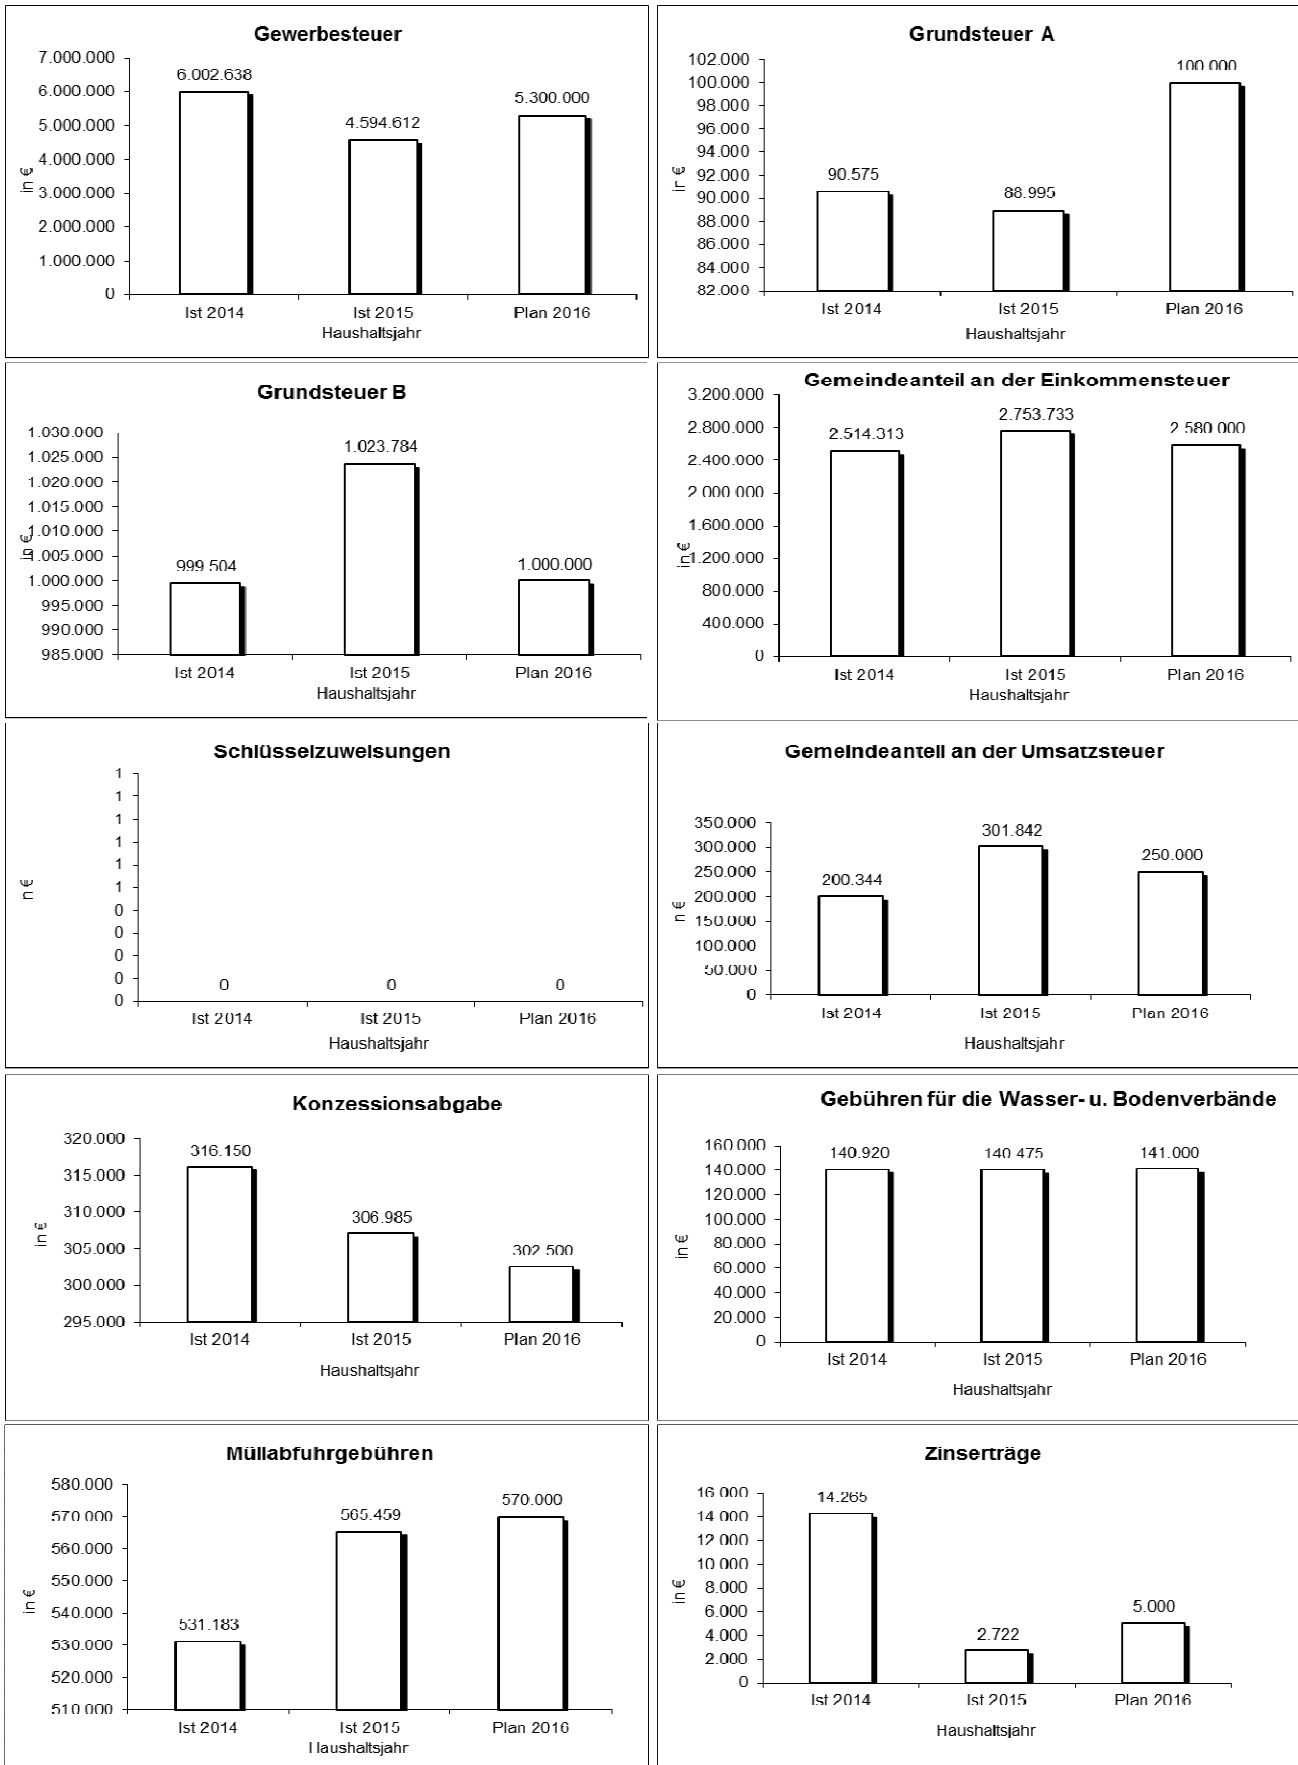 Gewerbesteuer
7.000.000
6.000.000
5.000.000
4.000.000
3.000.000
2.000.000
1.000.000
0
in €
6.002.638
4.594.612
5.300.000
Ist 2014 Ist 2015 Plan 2016
Haushaltsjahr
Grundsteuer A
102.000
100.000
98.000
96.000
94.000
92.000
90.000
88.000
86.000
84.000
82.000
in €
90.575
88.995
100.000
Ist 2014 Ist 2015 Plan 2016
Haushaltsjahr
Grundsteuer B
1.030.000
1.025.000
1.020.000
1.015.000
1.010.000
1.005.000
1.000.000
995.000
990.000
985.000
in €
999.504
1.023.784
1.000.000
Ist 2014 Ist 2015 Plan 2016
Haushaltsjahr
Gemeindeanteil an der Einkommensteuer
3.200.000
2.800.000
2.400.000
2.000.000
1.600.000
1.200.000
800.000
400.000
0
in €
2.514.313
2.753.733
2.580.000
Ist 2014 Ist 2015 Plan 2016
Haushaltsjahr
Schlüsselzuweisungen
1
1
1
1
1
1
0
0
0
0
0
n €
0 0 0
Ist 2014 Ist 2015 Plan 2016
Haushaltsjahr
Gemeindeanteil an der Umsatzsteuer
350.000
300.000
250.000
200.000
150.000
100.000
50.000
0
n €
200.344
301.842
250.000
Ist 2014 Ist 2015 Plan 2016
Haushaltsjahr
Konzessionsabgabe
320.000
315.000
310.000
305.000
300.000
295.000
in €
316.150
306.985
302.500
Ist 2014 Ist 2015 Plan 2016
Haushaltsjahr
Gebühren für die Wasser- u. Bodenverbände
160.000
140.000
120.000
100.000
80.000
60.000
40.000
20.000
0
in €
140.920
140.475
141.000
Ist 2014 Ist 2015 Plan 2016
Haushaltsjahr
Müllabfuhrgebühren
580.000
570.000
560.000
550.000
540.000
530.000
520.000
510.000
in €
531.183
565.459
570.000
Ist 2014 Ist 2015 Plan 2016
Haushaltsjahr
Zinserträge
16.000
14.000
12.000
10.000
8.000
6.000
4.000
2.000
0
in €
14.265
2.722
5.000
Ist 2014 Ist 2015 Plan 2016
Haushaltsjahr